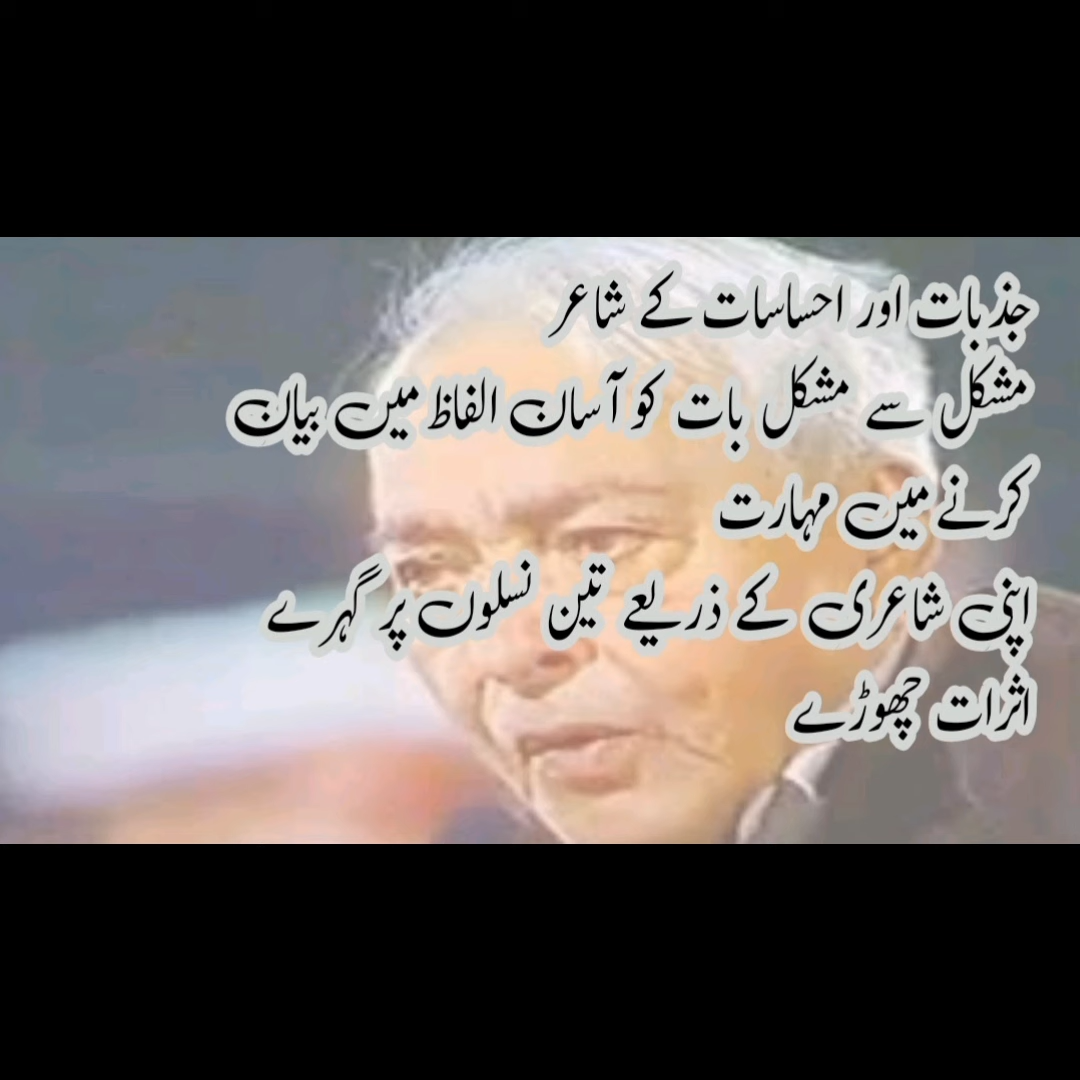 جذبات اور احساسات کے شاعر
مشکل سے مشکل بات کو آسان الفاظ میں بیان
کرنے میں مہارت
اپنی شاعری کے ذریعے تین نسلوں پر گہرے
اثرات چھوڑے